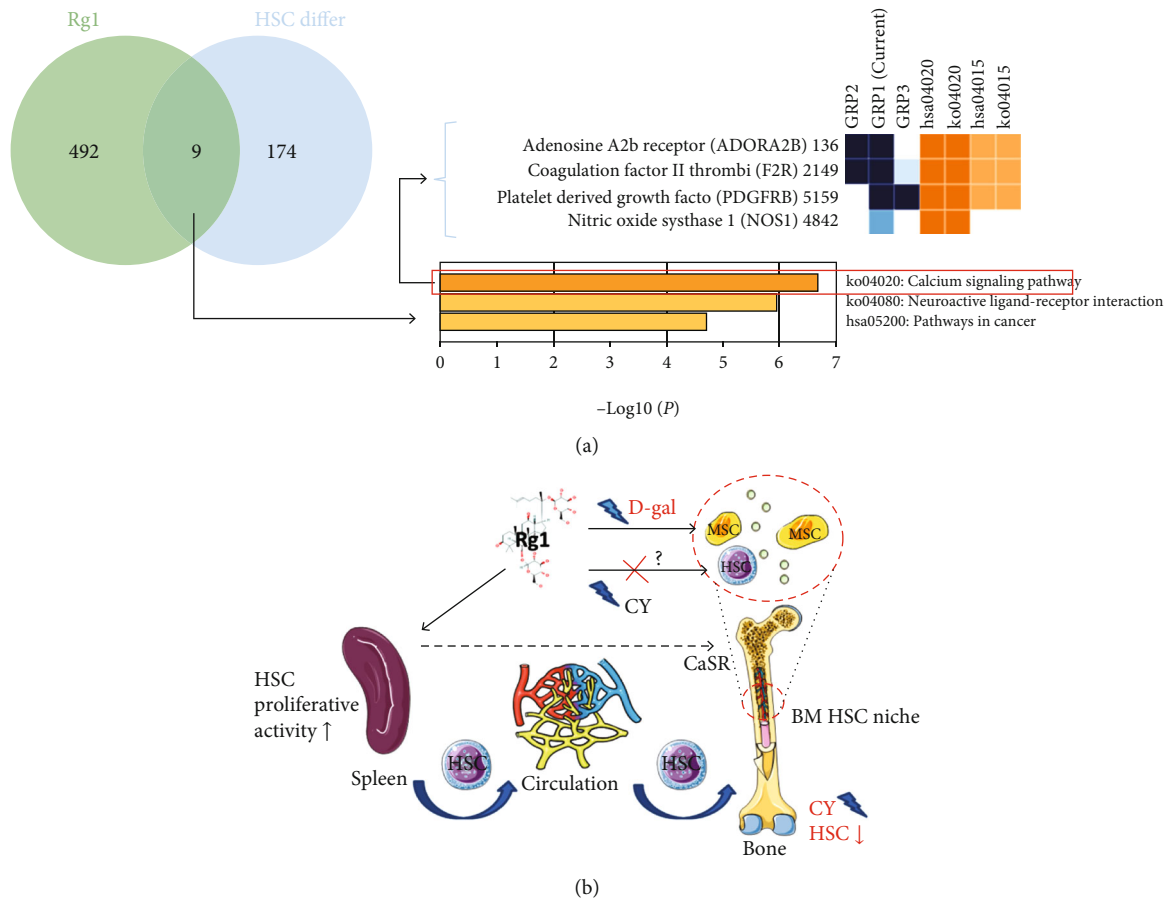 Rg1
HSC differ
492
9
174
GRP2
GRP1 (Current)
GRP3
hsa04020
ko04020
hsa04015
ko04015
Adenosine A2b receptor (ADORA2B) 136
Coagulation factor II thrombi (F2R) 2149
Platelet derived growth facto (PDGFRB) 5159
Nitric oxide systhase 1 (NOS1) 4842
ko04020: Calcium signaling pathway
ko04080: Neuroactive ligand-receptor interaction
hsa05200: Pathways in cancer
0 1 2 3 4 5 6 7
–Log10 (P)
(a)
Rg1
D-gal
?
CY
MSC
MSC
HSC
HSC
proliferative
activity ↑
Spleen
HSC
Circulation
HSC
CaSR
BM HSC niche
CY
HSC ↓
Bone
(b)